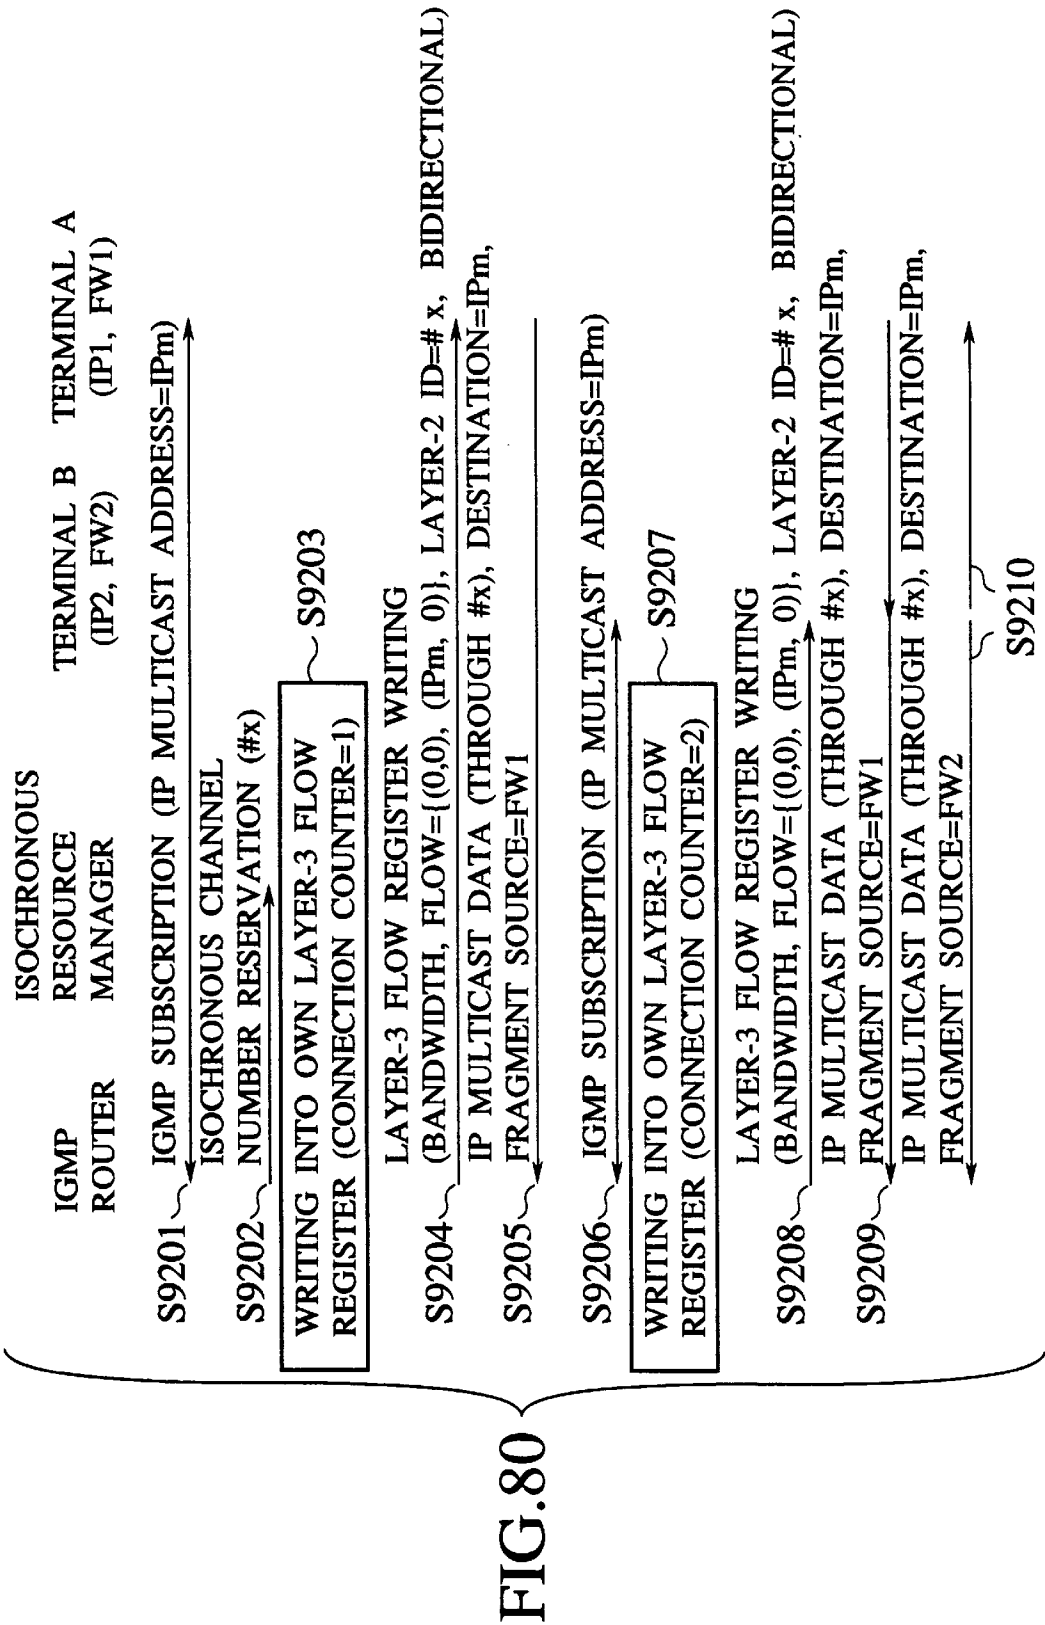 FIG.80
IGMP
ROUTER
ISOCHRONOUS
RESOURCE
MANAGER
TERMINAL B
(IP2, FW2)
TERMINAL A
(IP1, FW1)
S9201
IGMP SUBSCRIPTION (IP MULTICAST ADDRESS=IPm)
S9202
ISOCHRONOUS CHANNEL
NUMBER RESERVATION (#x)
S9203
WRITING INTO OWN LAYER-3 FLOW
REGISTER (CONNECTION COUNTER=1)
LAYER-3 FLOW REGISTER WRITING
S9204
(BANDWIDTH, FLOW={(0,0), (IPm, 0)}, LAYER-2 ID=# x, BIDIRECTIONAL)
IP MULTICAST DATA (THROUGH #x), DESTINATION=IPm,
S9205
FRAGMENT SOURCE=FW1
S9206
IGMP SUBSCRIPTION (IP MULTICAST ADDRESS=IPm)
S9207
WRITING INTO OWN LAYER-3 FLOW
REGISTER (CONNECTION COUNTER=2)
LAYER-3 FLOW REGISTER WRITING
S9208
(BANDWIDTH, FLOW={(0,0), (IPm, 0)}, LAYER-2 ID=# x, BIDIRECTIONAL)
IP MULTICAST DATA (THROUGH #x), DESTINATION=IPm,
S9209
FRAGMENT SOURCE=FW1
IP MULTICAST DATA (THROUGH #x), DESTINATION=IPm,
FRAGMENT SOURCE=FW2
S9210